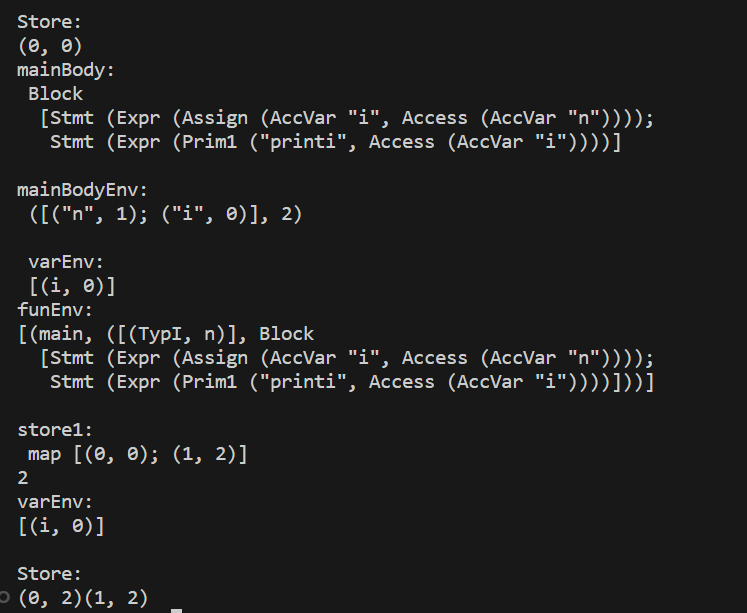 Store:
(0, 0)
mainBody:
 Block
  [Stmt (Expr (Assign (AccVar "i", Access (AccVar "n"))));
   Stmt (Expr (Prim1 ("printi", Access (AccVar "i"))))]

mainBodyEnv:
 ([("n", 1); ("i", 0)], 2)

 varEnv:
 [(i, 0)]
funEnv:
[(main, ([(TypI, n)], Block
  [Stmt (Expr (Assign (AccVar "i", Access (AccVar "n"))));
   Stmt (Expr (Prim1 ("printi", Access (AccVar "i"))))]))]

store1:
 map [(0, 0); (1, 2)]
2
varEnv:
[(i, 0)]

Store:
(0, 2)(1, 2)